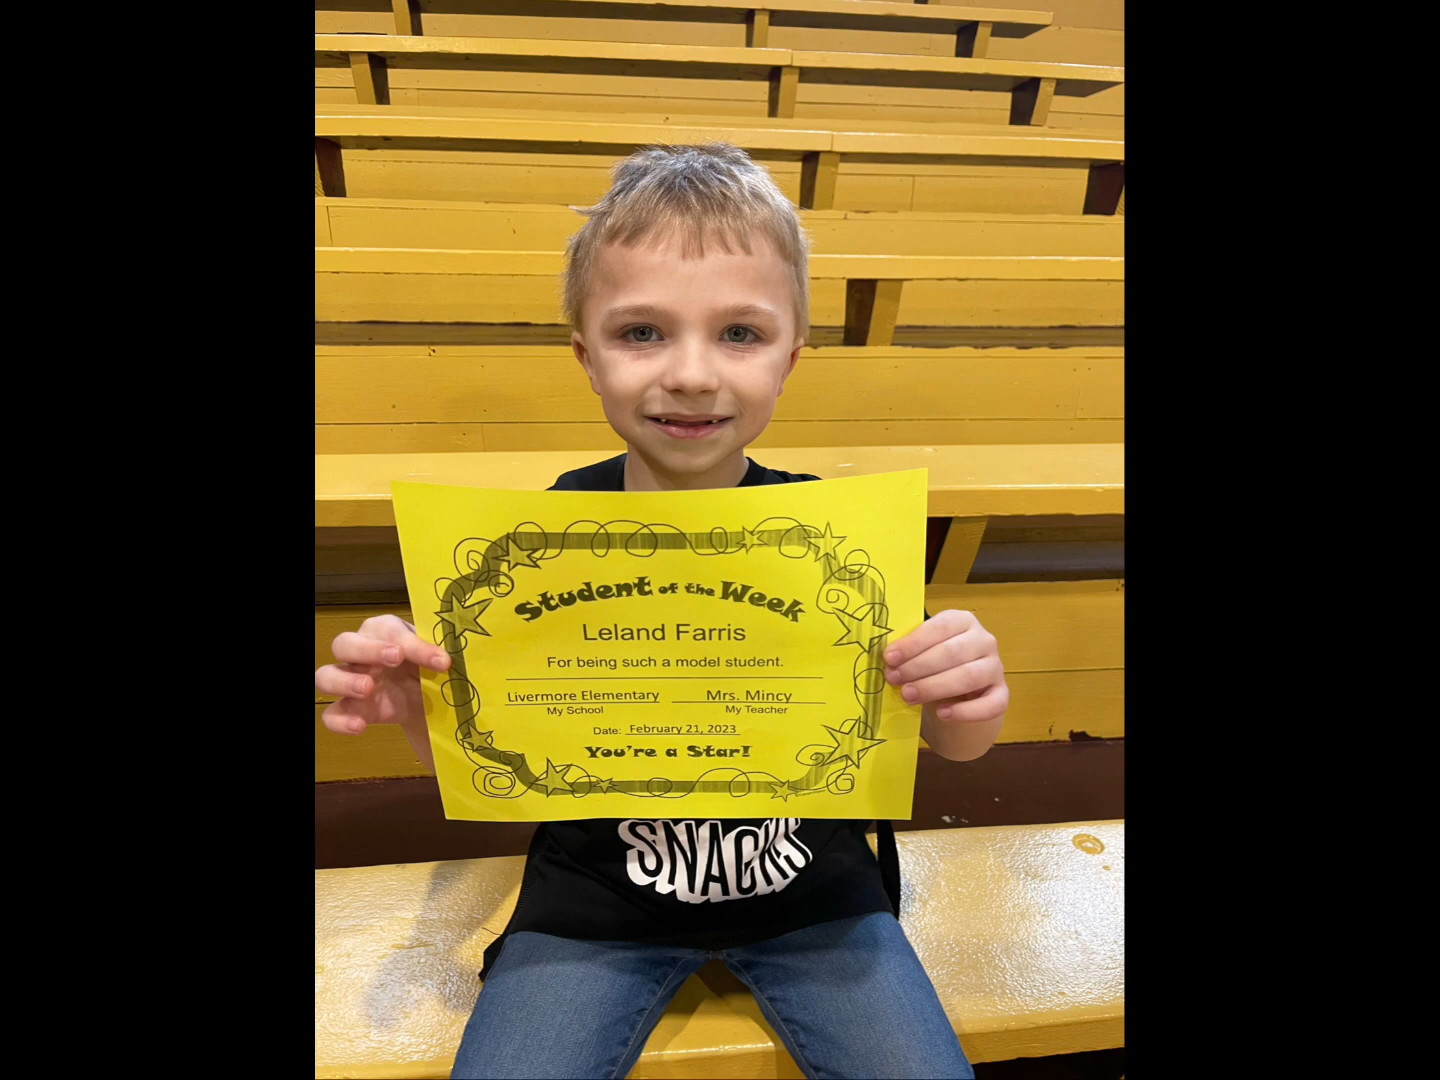 Student of the Week
Leland Farris
For being such a model student.
Livermore Elementary Mrs. Mincy
My School My Teacher
Date: February 21, 2023
You're a Star!
SNACKS